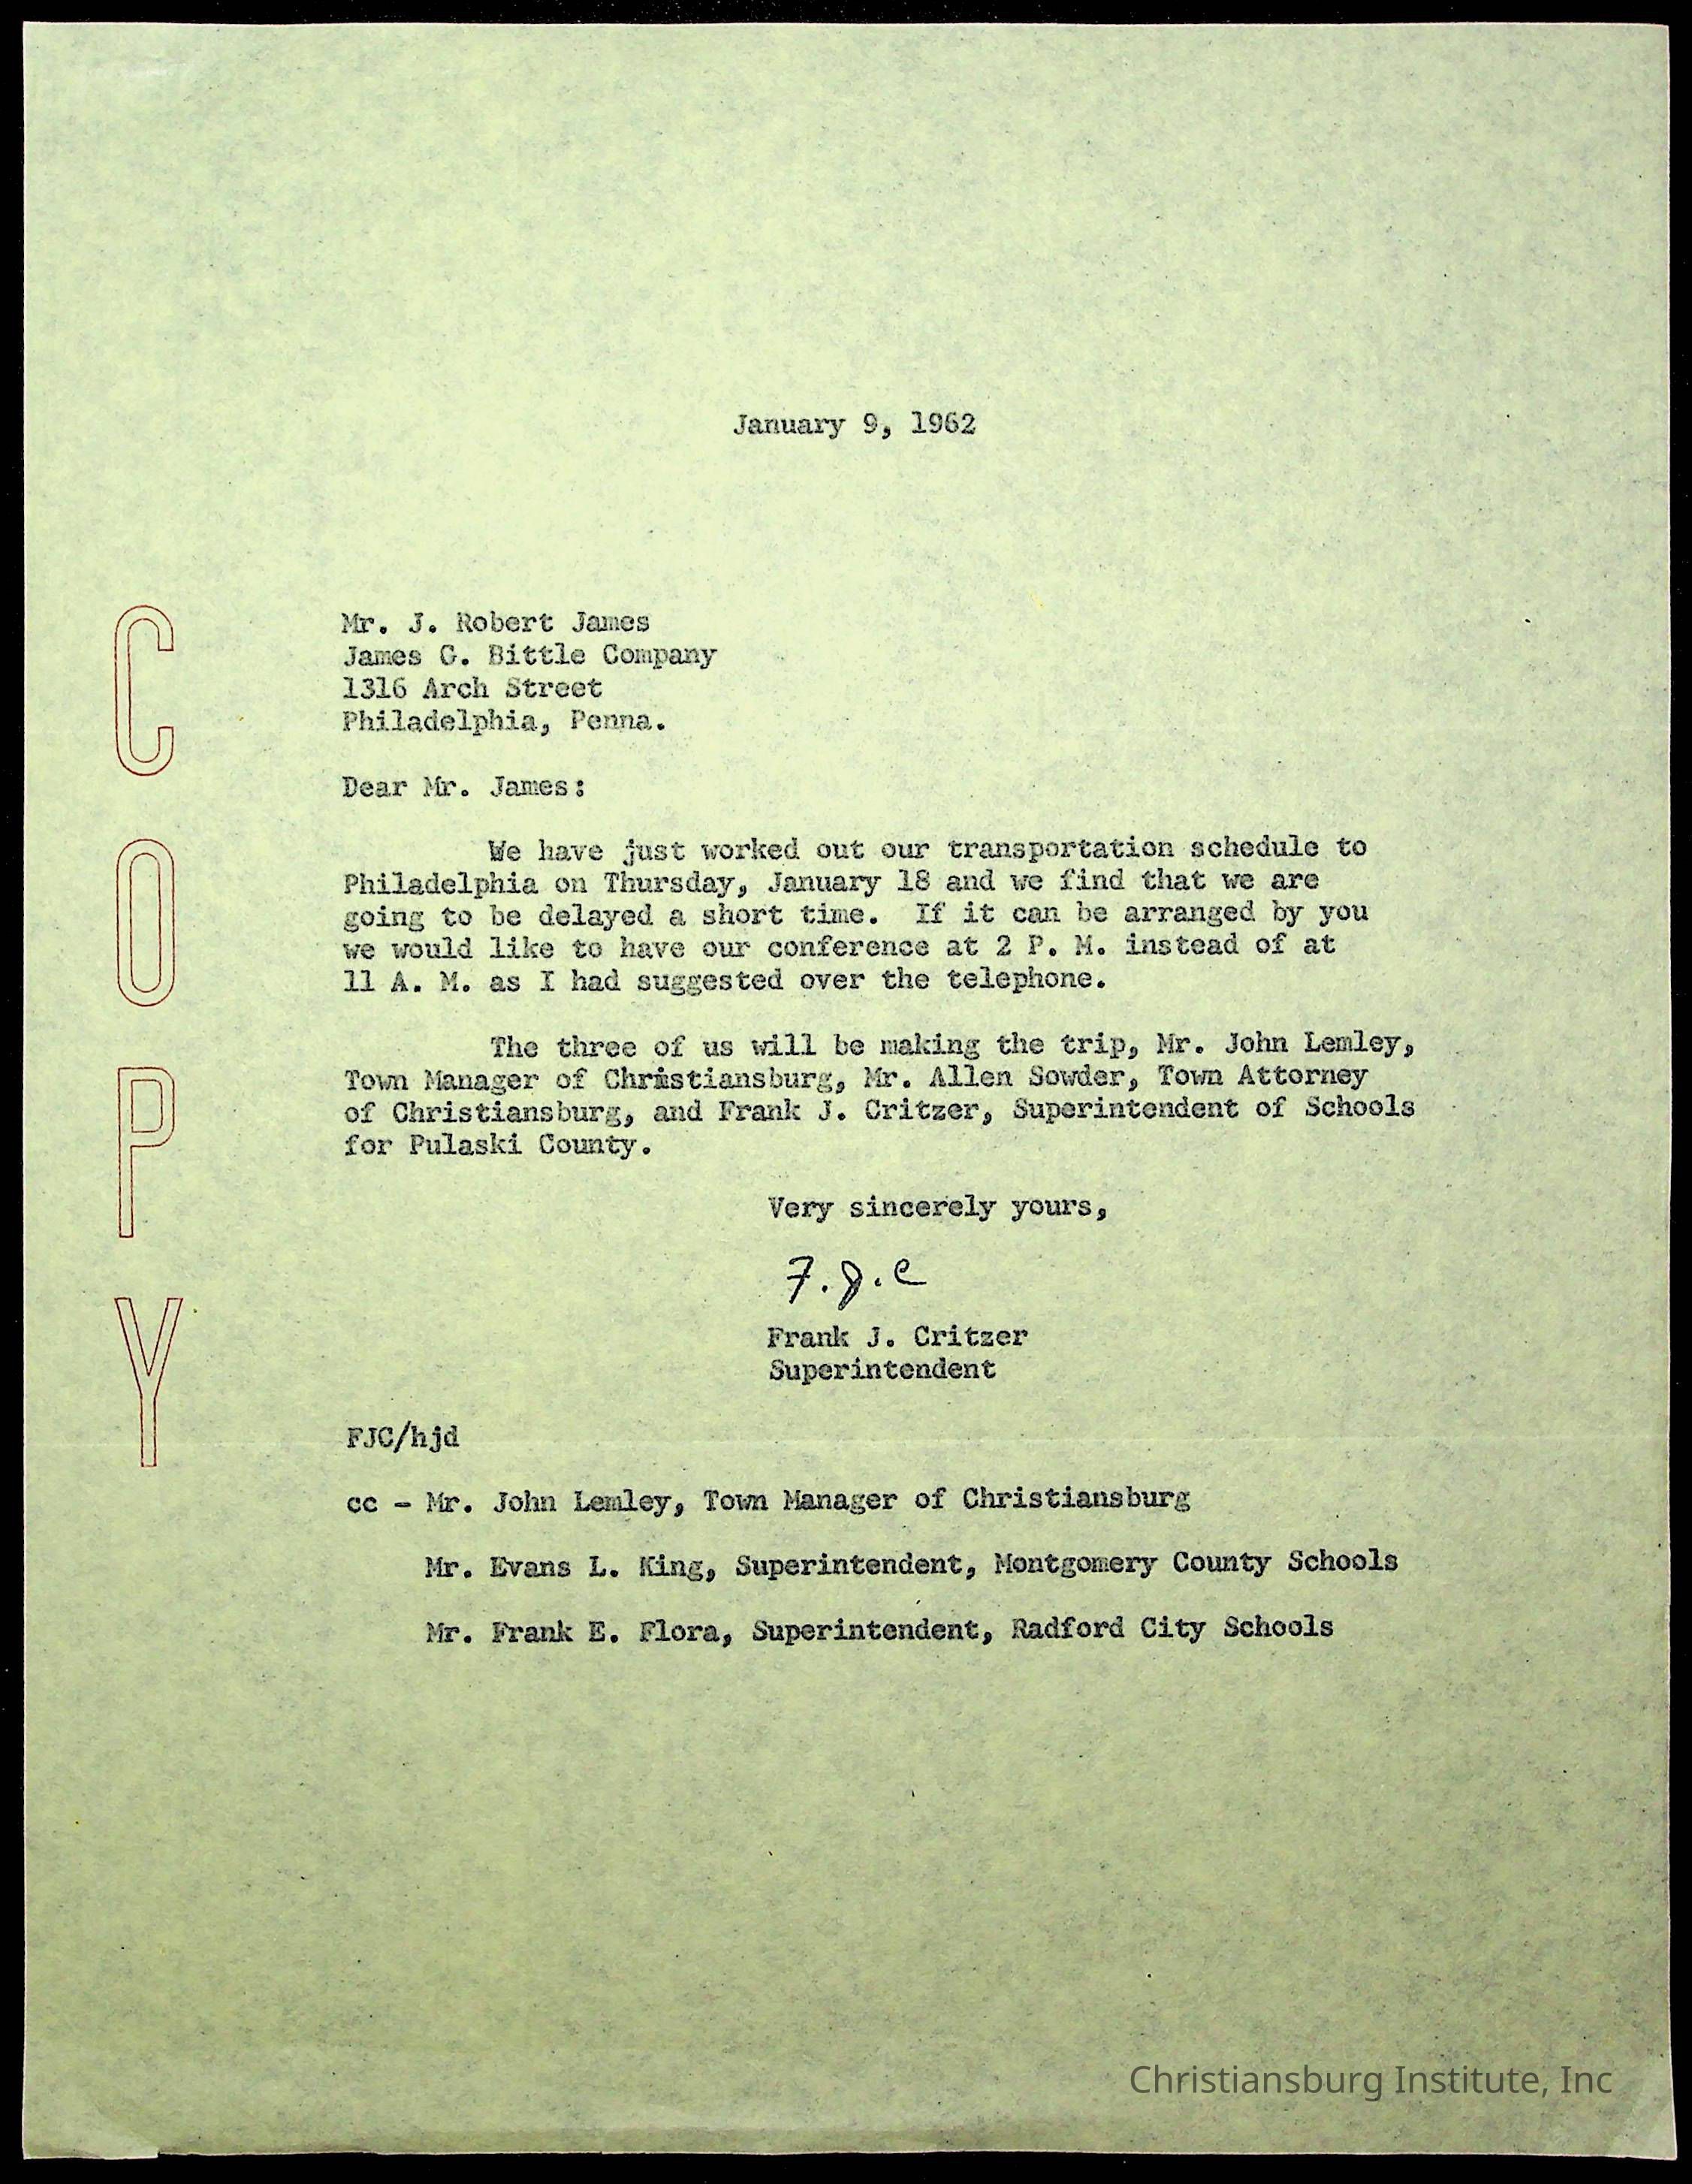 January 9, 1962
COPY
Mr. J. Robert James
James G. Bittle Company
1316 Arch Street
Philadelphia, Penna.
Dear Mr. James:
We have just worked out our transportation schedule to
Philadelphia on Thursday, January 18 and we find that we are
going to be delayed a short time. If it can be arranged by you
we would like to have our conference at 2 P. M. instead of at
11 A. M. as I had suggested over the telephone.
The three of us will be making the trip, Mr. John Lemley,
Town Manager of Christiansburg, Mr. Allen Sowder, Town Attorney
of Christiansburg, and Frank J. Critzer, Superintendent of Schools
for Pulaski County.
Very sincerely yours,
F.J.C
Frank J. Critzer
Superintendent
FJC/hjd
cc - Mr. John Lemley, Town Manager of Christiansburg
Mr. Evans L. King, Superintendent, Montgomery County Schools
Mr. Frank E. Flora, Superintendent, Radford City Schools
Christiansburg Institute, Inc